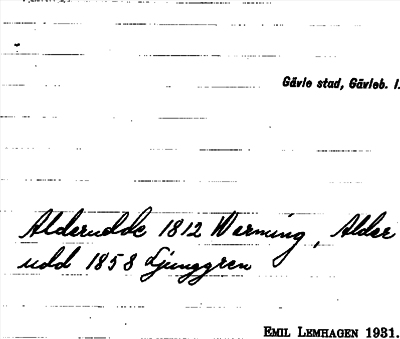 Gävle stad, Gävleb. l.
Alderudde 1812 Werming, Alder
udd 1858 Ljunggren
EMIL LEMHAGEN 1931.